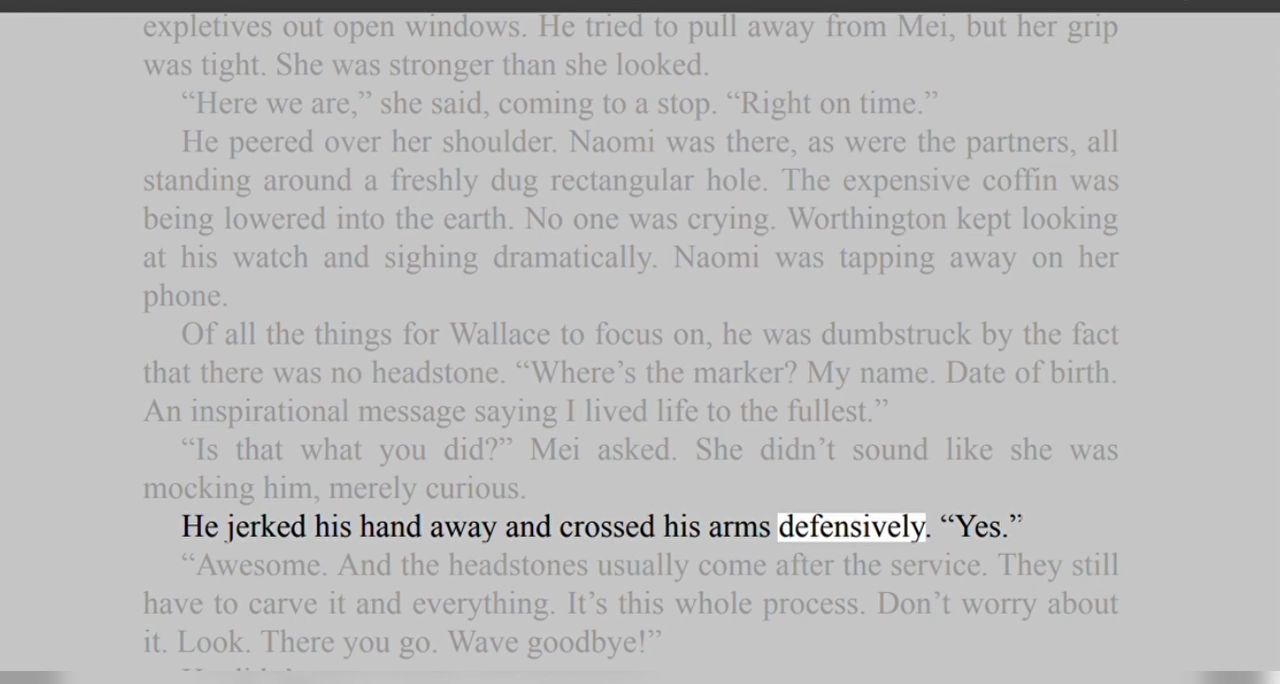 expletives out open windows. He tried to pull away from Mei, but her grip
was tight. She was stronger than she looked.
“Here we are,” she said, coming to a stop. “Right on time.”
He peered over her shoulder. Naomi was there, as were the partners, all
standing around a freshly dug rectangular hole. The expensive coffin was
being lowered into the earth. No one was crying. Worthington kept looking
at his watch and sighing dramatically. Naomi was tapping away on her
phone.
Of all the things for Wallace to focus on, he was dumbstruck by the fact
that there was no headstone. “Where’s the marker? My name. Date of birth.
An inspirational message saying I lived life to the fullest.”
“Is that what you did?” Mei asked. She didn’t sound like she was
mocking him, merely curious.
He jerked his hand away and crossed his arms defensively. “Yes.”
“Awesome. And the headstones usually come after the service. They still
have to carve it and everything. It’s this whole process. Don’t worry about
it. Look. There you go. Wave goodbye!”